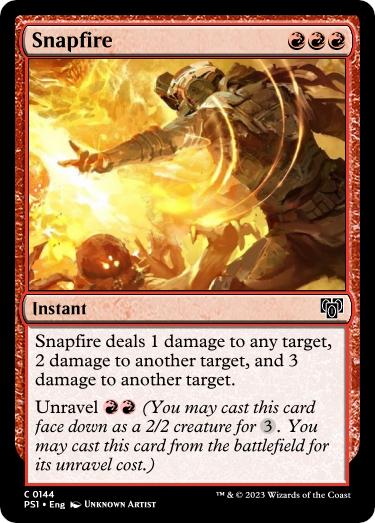 Snapfire
Instant
Snapfire deals 1 damage to any target,
2 damage to another target, and 3
damage to another target.
Unravel (You may cast this card
face down as a 2/2 creature for 3. You
may cast this card from the battlefield for
its unravel cost.)
C 0144
PS1 • Eng Unknown Artist
™ & © 2023 Wizards of the Coast